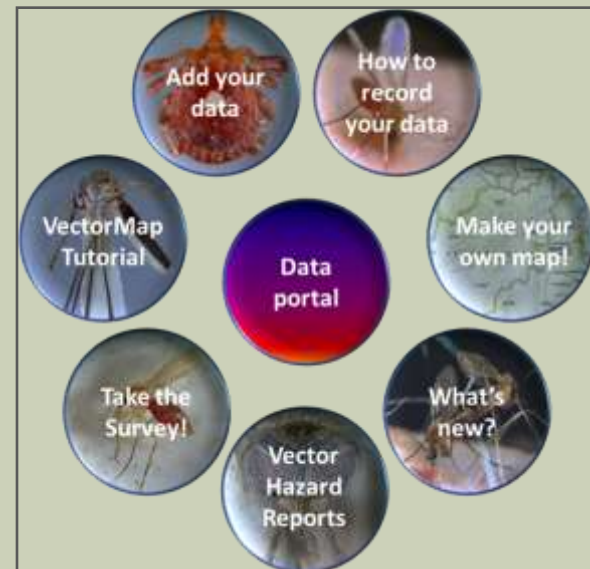 Add your
data
How to
record
your data
VectorMap
Tutorial
Make your
own map!
Data
portal
Take the
Survey!
What's
new?
Vector
Hazard
Reports